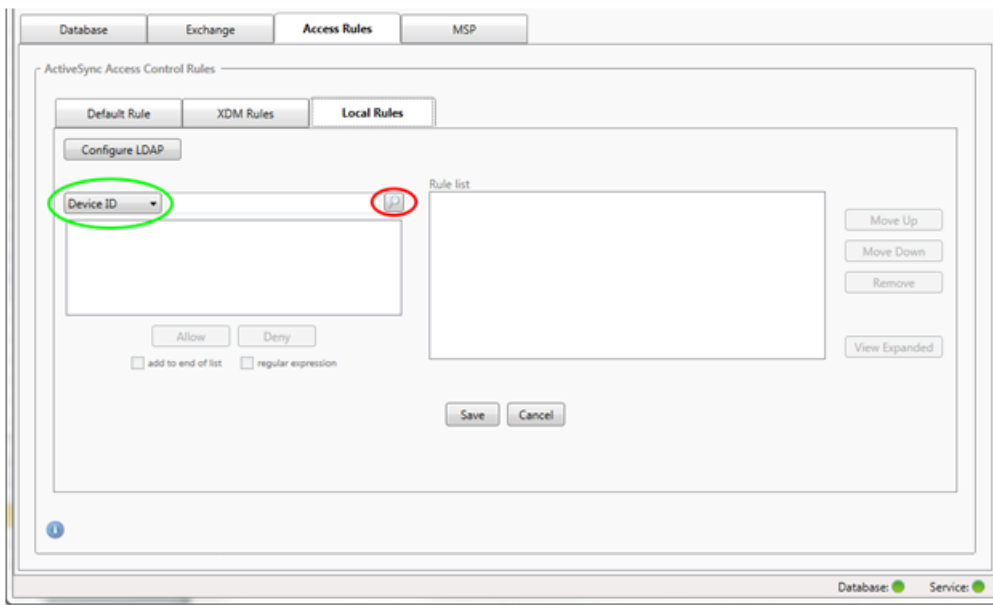 Database Exchange Access Rules MSP
ActiveSync Access Control Rules
Default Rule XDM Rules Local Rules
Configure LDAP
Rule list
Device ID
Move Up
Move Down
Remove
Allow Deny
View Expanded
add to end of list regular expression
Save Cancel
Database: Service: